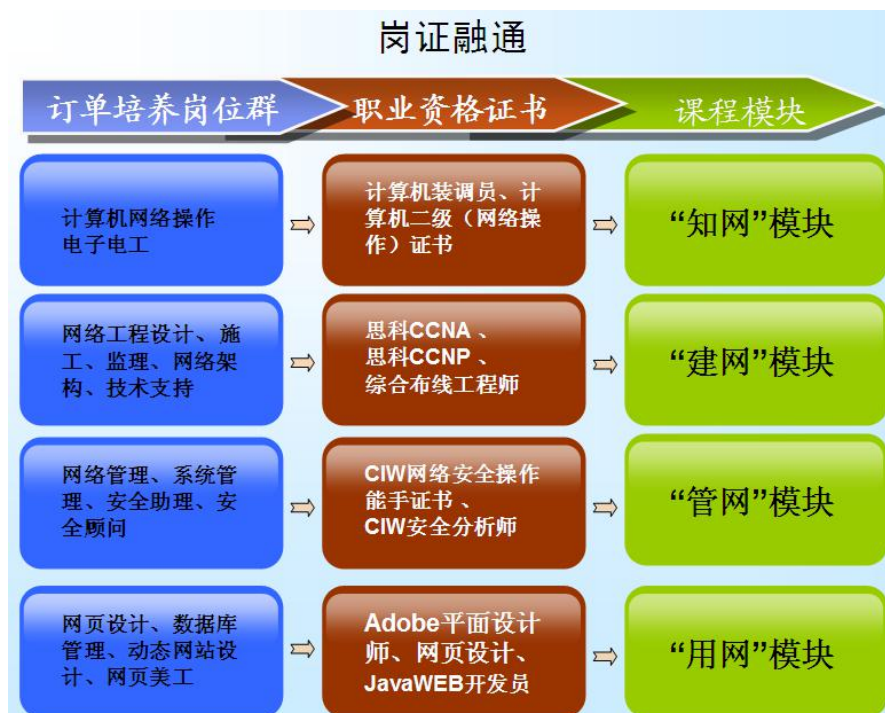 岗证融通
订单培养岗位群
职业资格证书
课程模块
计算机网络操作
电子电工
计算机装调员、计
算机二级（网络操
作）证书
“知网”模块
网络工程设计、施
工、监理、网络架
构、技术支持
思科CCNA 、
思科CCNP 、
综合布线工程师
“建网”模块
网络管理、系统管
理、安全助理、安
全顾问
CIW网络安全操作
能手证书 、
CIW安全分析师
“管网”模块
网页设计、数据库
管理、动态网站设
计、网页美工
Adobe平面设计
师、网页设计、
JavaWEB开发员
“用网”模块